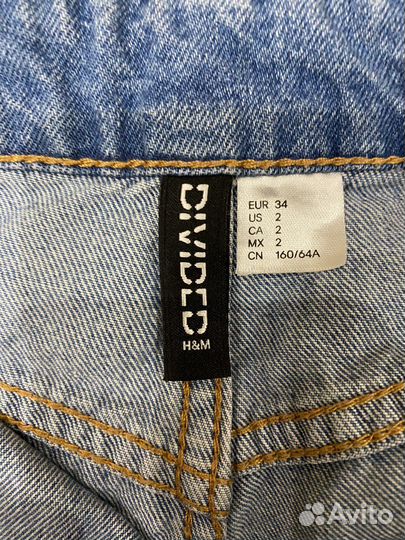 DIVIDED
H&M
EUR 34
US 2
CA 2
MX 2
CN 160/64A
Avito